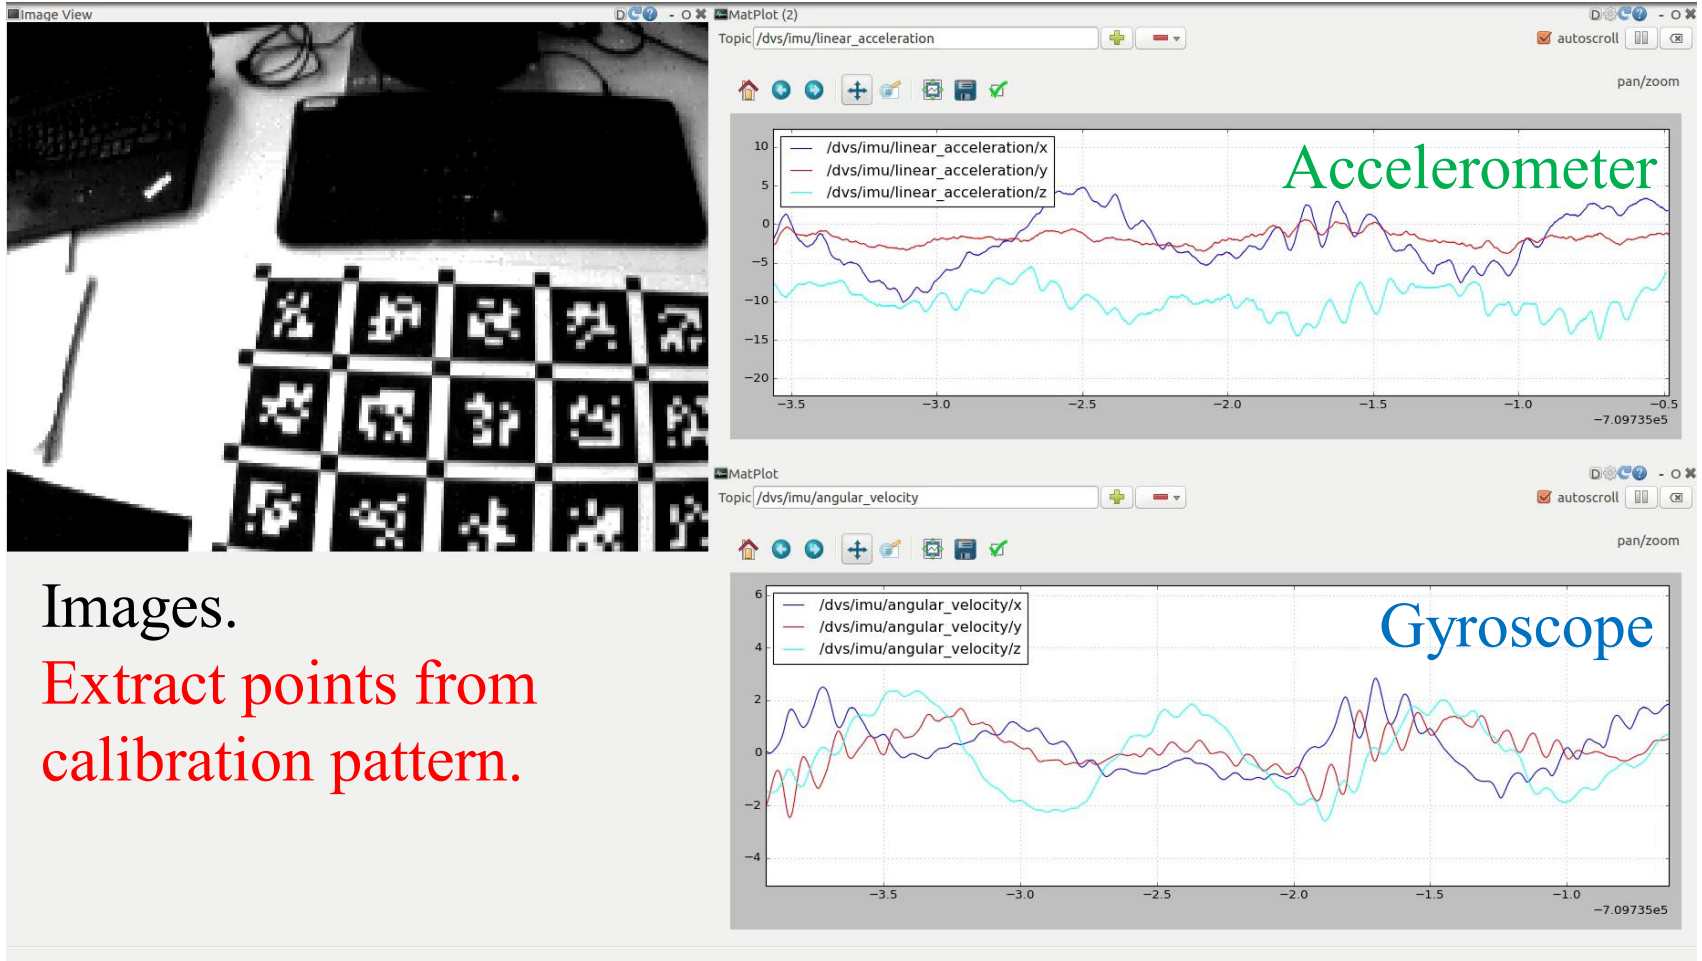 Image View
D
- O
MatPlot (2)
D
- O
Topic /dvs/imu/linear_acceleration
autoscroll
pan/zoom
10
5
0
−5
−10
−15
−20
/dvs/imu/linear_acceleration/x
/dvs/imu/linear_acceleration/y
/dvs/imu/linear_acceleration/z
Accelerometer
−3.5 −3.0 −2.5 −2.0 −1.5 −1.0 −0.5
−7.09735e5
MatPlot
D
- O
Topic /dvs/imu/angular_velocity
autoscroll
pan/zoom
6
4
2
0
−2
−4
/dvs/imu/angular_velocity/x
/dvs/imu/angular_velocity/y
/dvs/imu/angular_velocity/z
Gyroscope
−3.5 −3.0 −2.5 −2.0 −1.5 −1.0
−7.09735e5
Images.
Extract points from
calibration pattern.